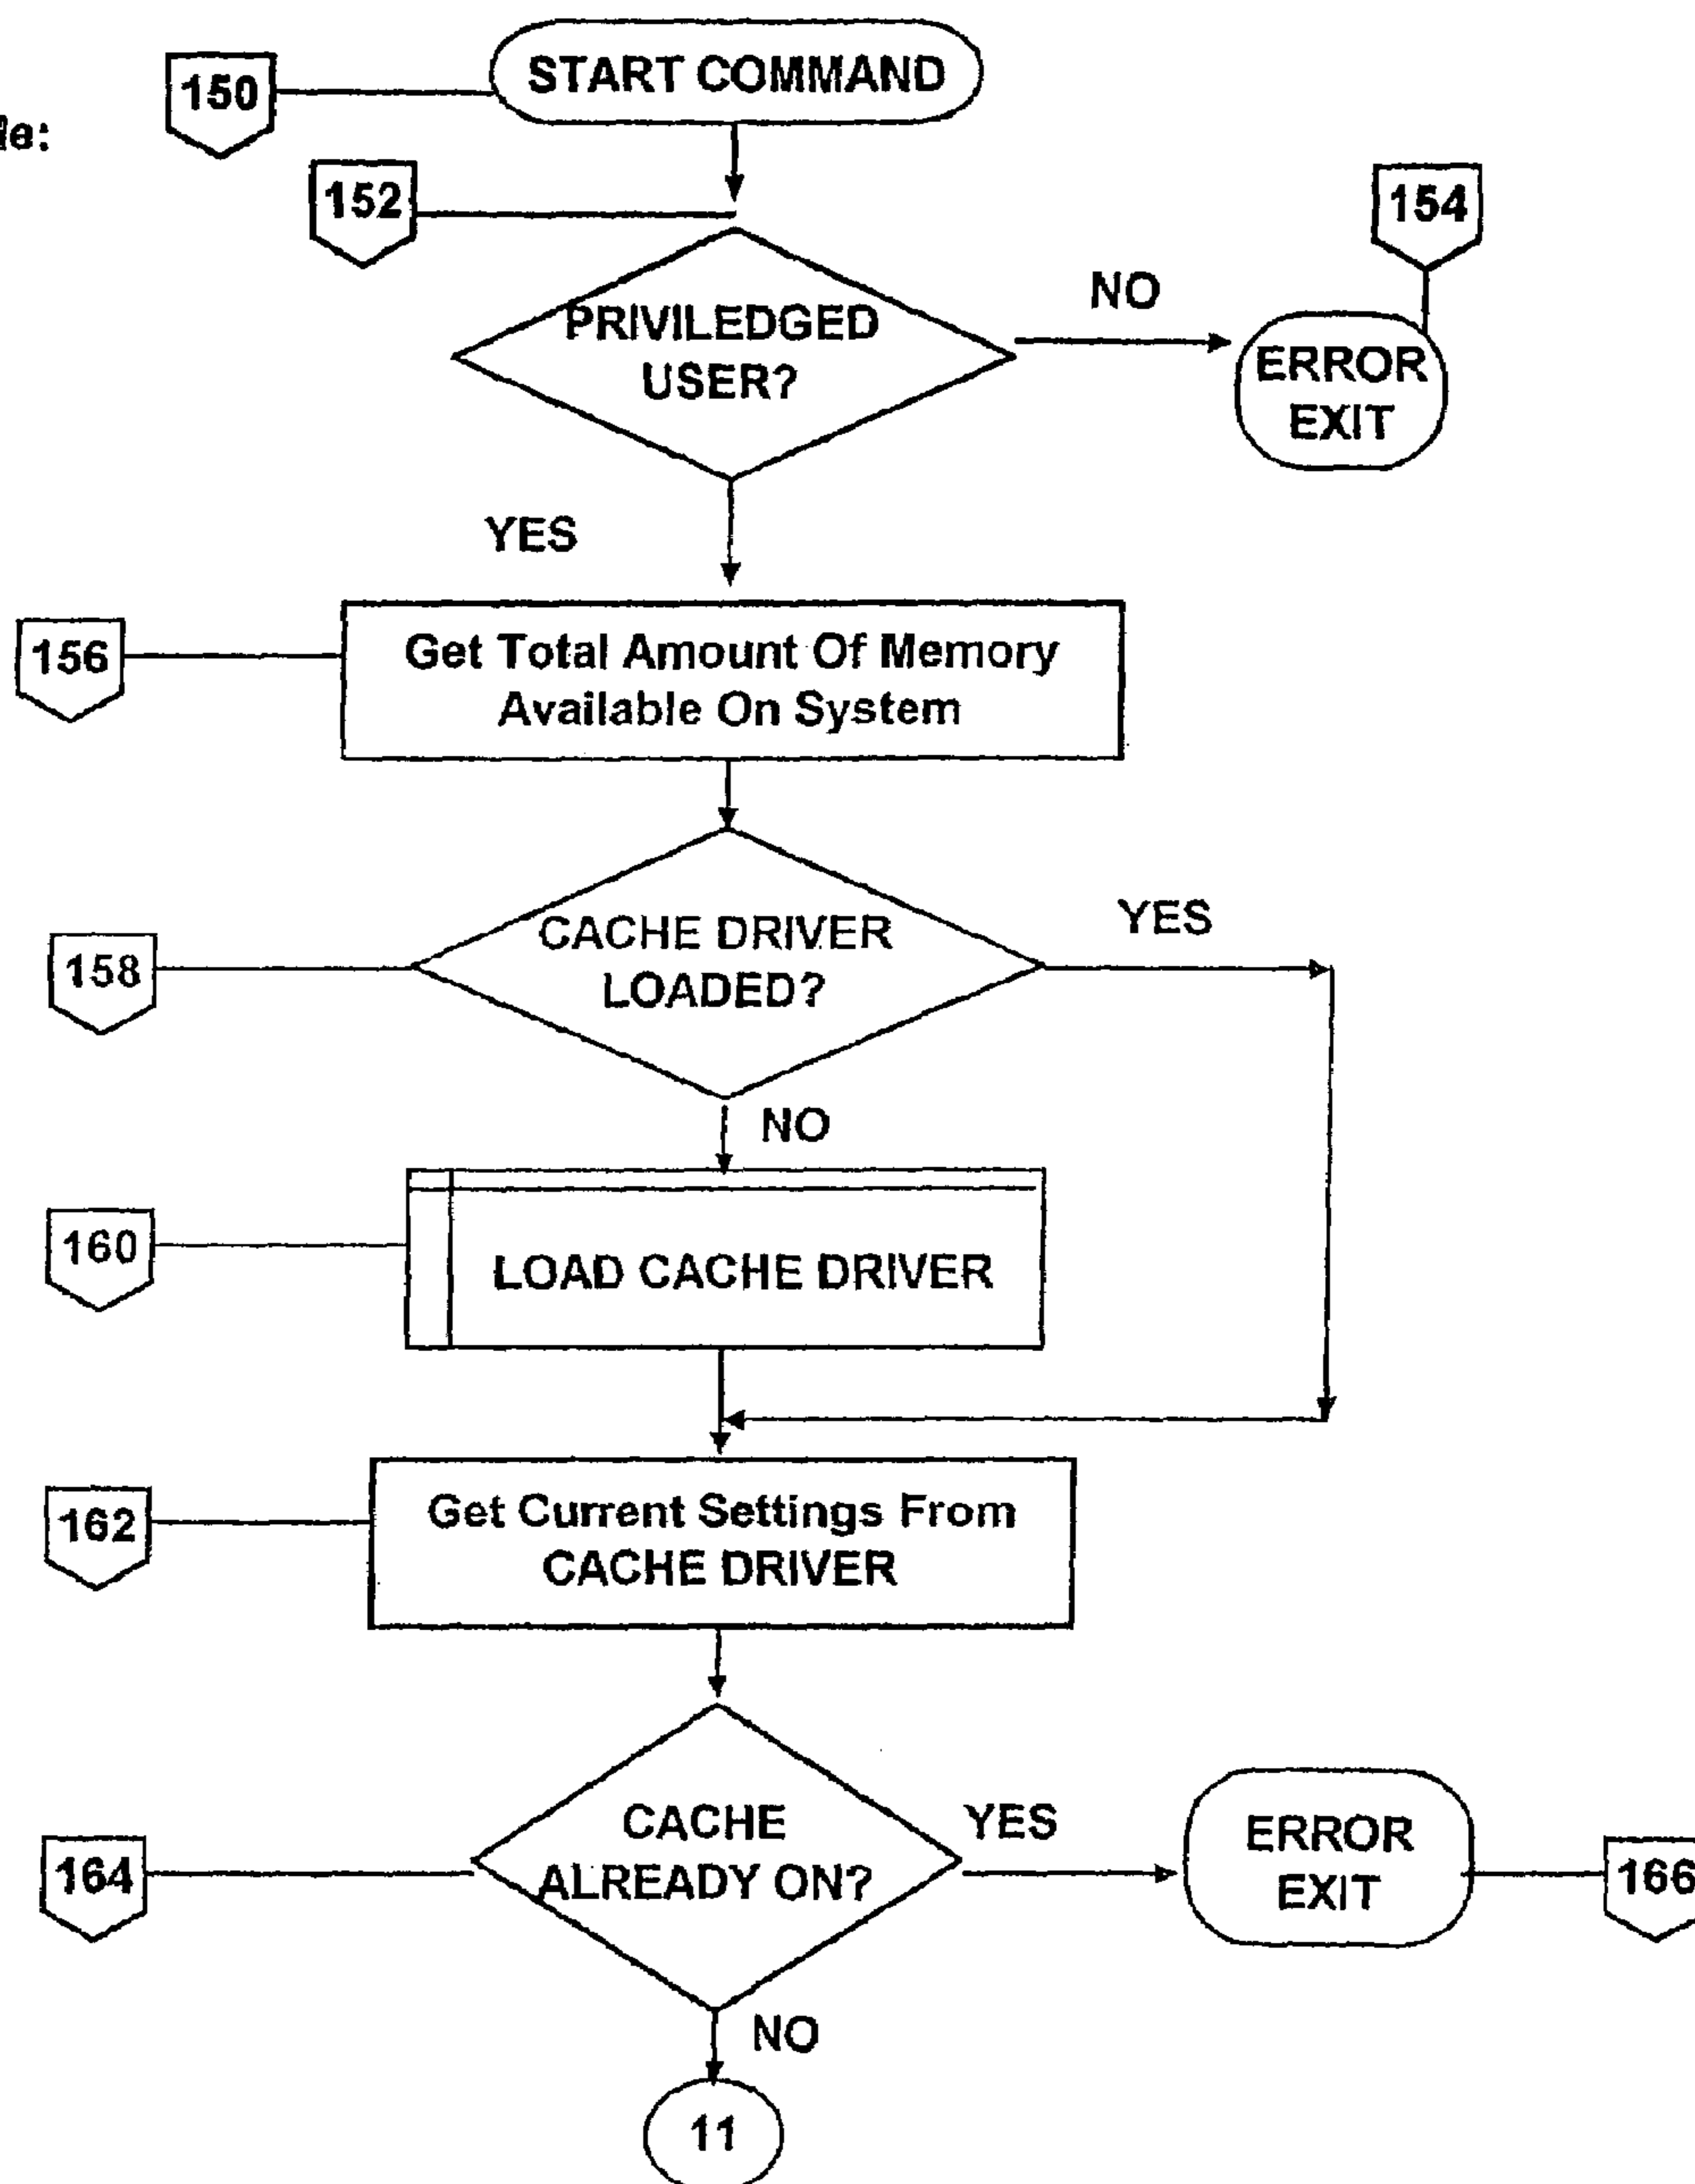 150
START COMMAND
152
154
PRIVILEDGED
USER?
NO
ERROR
EXIT
YES
156
Get Total Amount Of Memory
Available On System
158
CACHE DRIVER
LOADED?
YES
NO
160
LOAD CACHE DRIVER
162
Get Current Settings From
CACHE DRIVER
164
CACHE
ALREADY ON?
YES
ERROR
EXIT
166
NO
11